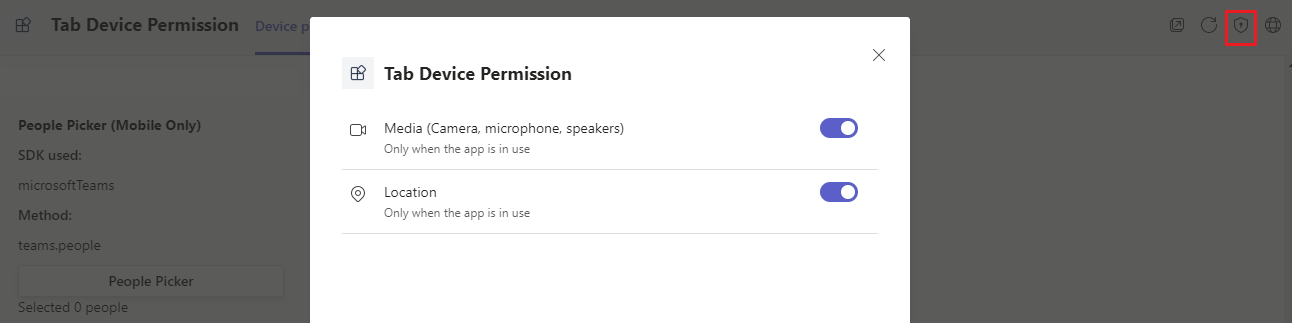 Tab Device Permission
Device p
Tab Device Permission
Media (Camera, microphone, speakers)
Only when the app is in use
Location
Only when the app is in use
People Picker (Mobile Only)
SDK used:
microsoftTeams
Method:
teams.people
People Picker
Selected 0 people